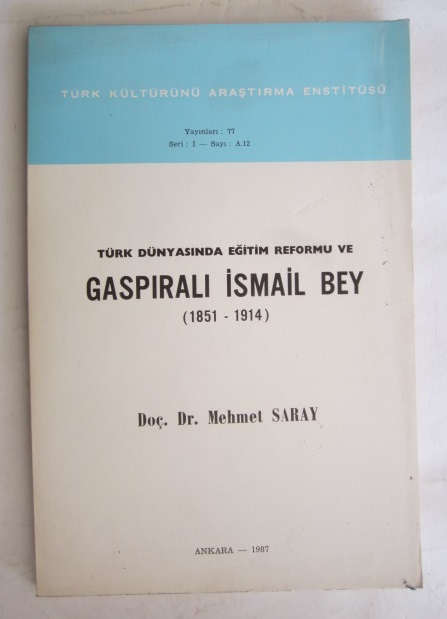 TÜRK KÜLTÜRÜNÜ ARAŞTIRMA ENSTİTÜSÜ
Yayınları : 77
Seri : I — Sayı : A.12
TÜRK DÜNYASINDA EĞİTİM REFORMU VE
GASPIRALI İSMAİL BEY
(1851 - 1914)
Doç. Dr. Mehmet SARAY
ANKARA — 1987